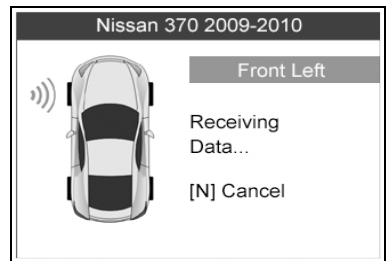 Nissan 370 2009-2010
Front Left
Receiving
Data...
[N] Cancel